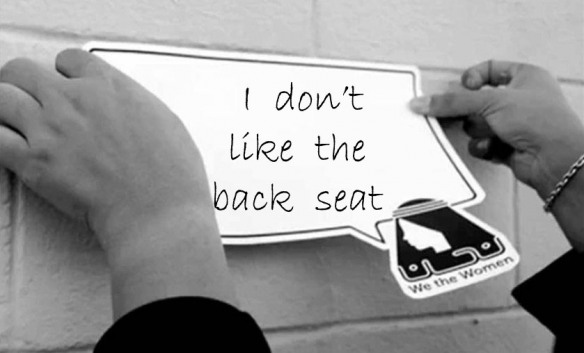 I don't
like the
back seat
We the Women